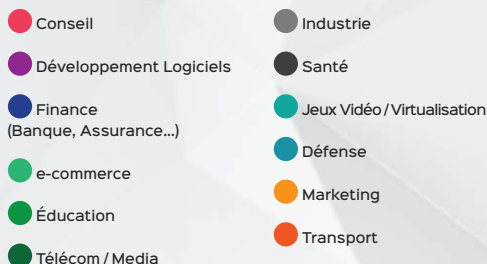 Conseil
Développement Logiciels
Finance
(Banque, Assurance...)
e-commerce
Éducation
Télécom / Media
Industrie
Santé
Jeux Vidéo / Virtualisation
Défense
Marketing
Transport